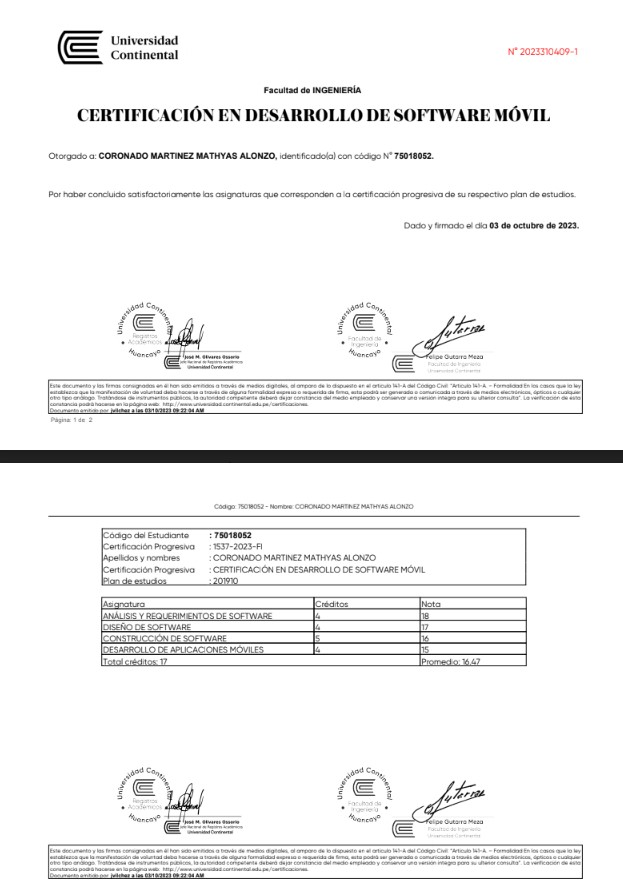 Universidad
Continental
N° 2023310409-1
Facultad de INGENIERÍA
CERTIFICACIÓN EN DESARROLLO DE SOFTWARE MÓVIL
Otorgado a: CORONADO MARTINEZ MATHYAS ALONZO, identificado(a) con código N° 75018052.
Por haber concluido satisfactoriamente las asignaturas que corresponden a la certificación progresiva de su respectivo plan de estudios.
Dado y firmado el día 03 de octubre de 2023.
Universidad Continental
Registros
Académicos
Huancayo
José M. Olivares Osorio
Jefe Nacional de Registros Académicos
Universidad Continental
Universidad Continental
Facultad de
Ingeniería
Huancayo
Felipe Gutarra Meza
Facultad de Ingeniería
Universidad Continental
Este documento y las firmas consignadas en él han sido emitidos a través de medios digitales, al amparo de la dispuesto en el artículo 141-A del Código Civil: "Artículo 141-A. - Formalidad En los casos que la ley
establezca que la manifestación de voluntad deba hacerse a través de alguna formalidad expresa o requerida de firma, esta podrá ser generada o comunicada a través de medios electrónicos, ópticos o cualquier
otro tipo análogo. Tratándose de instrumentos públicos, la autoridad competente deberá dejar constancia del medio empleado y conservar una versión íntegra para su ulterior consulta". La verificación de esta
constancia podrá hacerse en la página web: http://www.universidad.continental.edu.pe/certificaciones.
Documento emitido por jvilchez a las 03/10/2023 09:22:04 AM
Página: 1 de 2
Código: 75018052 - Nombre: CORONADO MARTINEZ MATHYAS ALONZO
Código del Estudiante : 75018052
Certificación Progresiva : 1537-2023-FI
Apellidos y nombres : CORONADO MARTINEZ MATHYAS ALONZO
Certificación Progresiva : CERTIFICACIÓN EN DESARROLLO DE SOFTWARE MÓVIL
Plan de estudios : 201910
Asignatura Créditos Nota
ANÁLISIS Y REQUERIMIENTOS DE SOFTWARE 4 18
DISEÑO DE SOFTWARE 4 17
CONSTRUCCIÓN DE SOFTWARE 5 16
DESARROLLO DE APLICACIONES MÓVILES 4 15
Total créditos: 17 Promedio: 16.47
Universidad Continental
Registros
Académicos
Huancayo
José M. Olivares Osorio
Jefe Nacional de Registros Académicos
Universidad Continental
Universidad Continental
Facultad de
Ingeniería
Huancayo
Felipe Gutarra Meza
Facultad de Ingeniería
Universidad Continental
Este documento y las firmas consignadas en él han sido emitidos a través de medios digitales, al amparo de la dispuesto en el artículo 141-A del Código Civil: "Artículo 141-A. - Formalidad En los casos que la ley
establezca que la manifestación de voluntad deba hacerse a través de alguna formalidad expresa o requerida de firma, esta podrá ser generada o comunicada a través de medios electrónicos, ópticos o cualquier
otro tipo análogo. Tratándose de instrumentos públicos, la autoridad competente deberá dejar constancia del medio empleado y conservar una versión íntegra para su ulterior consulta". La verificación de esta
constancia podrá hacerse en la página web: http://www.universidad.continental.edu.pe/certificaciones.
Documento emitido por jvilchez a las 03/10/2023 09:22:04 AM